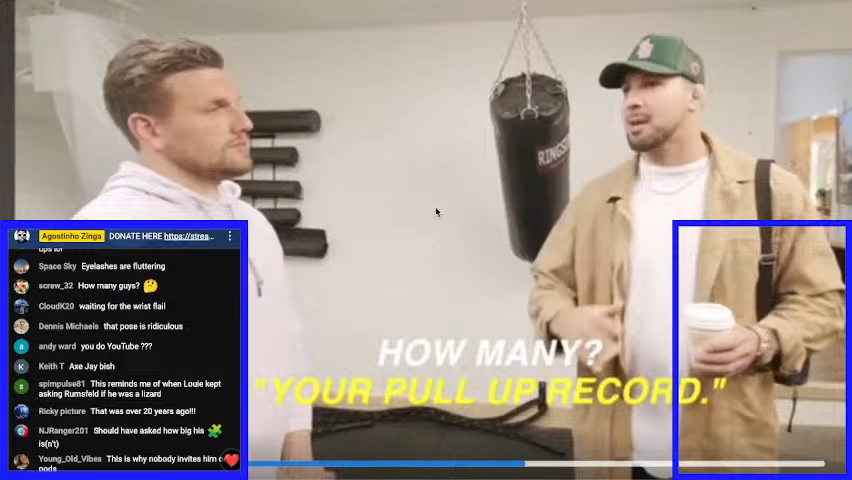 RINGSIDE
HOW MANY?
"YOUR PULL UP RECORD."
Agostinho Zinga DONATE HERE https://strea...
ups lol
Space Sky Eyelashes are fluttering
screw_32 How many guys? 🤔
CloudK20 waiting for the wrist flail
Dennis Michaels that pose is ridiculous
andy ward you do YouTube ???
Keith T Axe Jay bish
spimpulse81 This reminds me of when Louie kept
asking Rumsfeld if he was a lizard
Ricky picture That was over 20 years ago!!!
NJRanger201 Should have asked how big his 🧩
is(n't)
Young_Old_Vibes This is why nobody invites him
pods